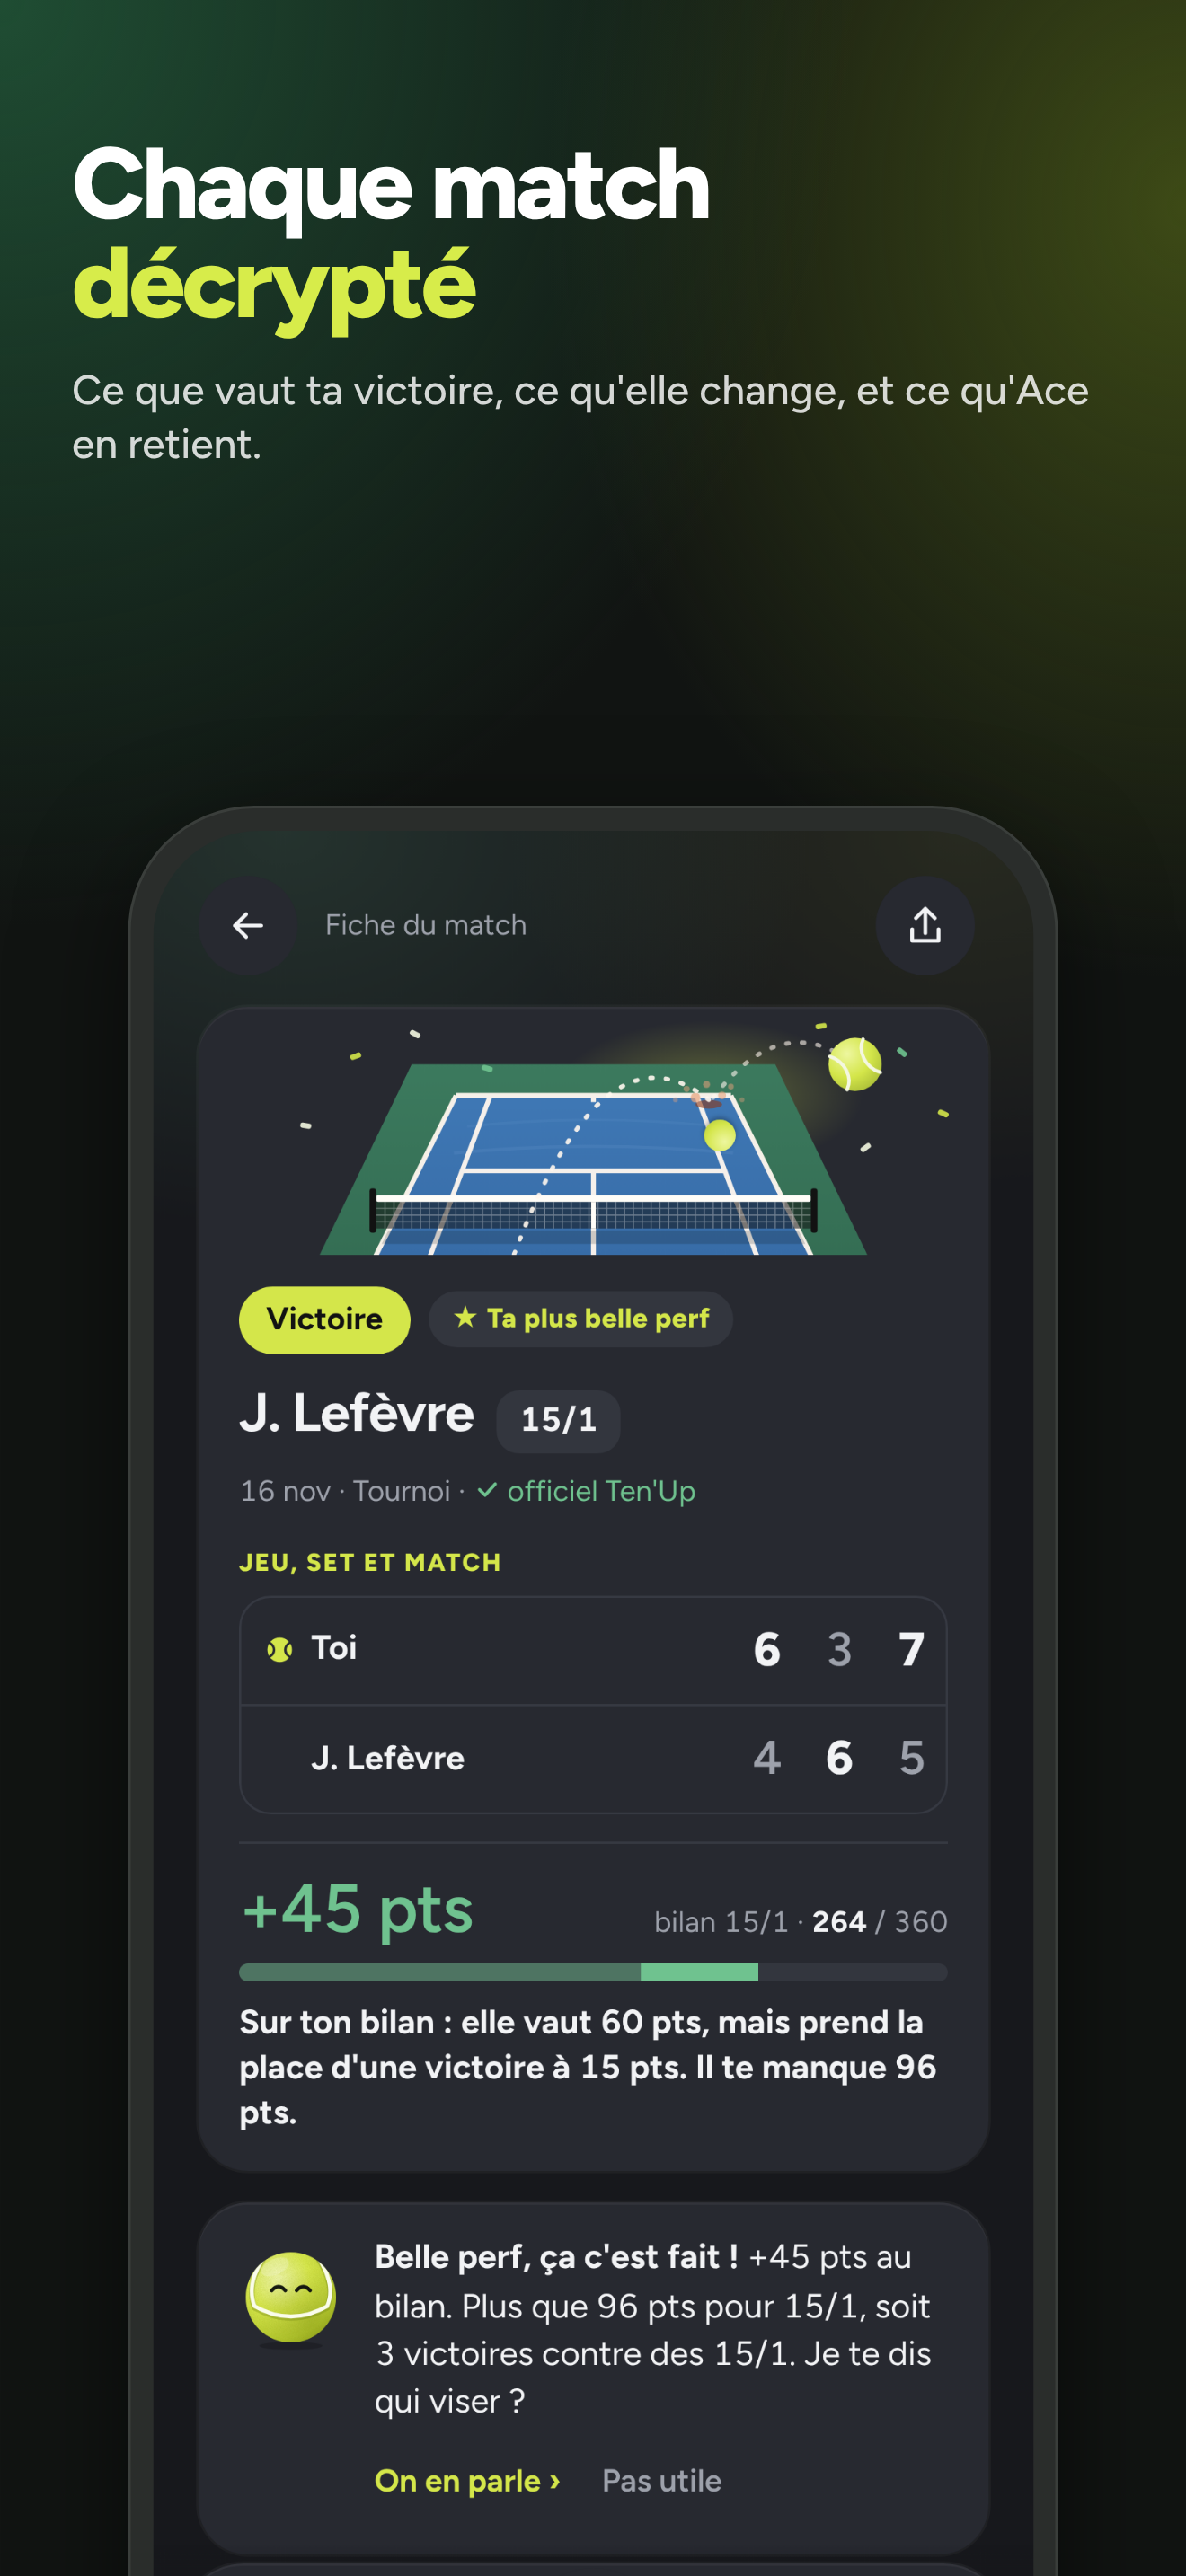 Chaque match
décrypté
Ce que vaut ta victoire, ce qu'elle change, et ce qu'Ace
en retient.
Fiche du match
Victoire
★ Ta plus belle perf
J. Lefèvre 15/1
16 nov · Tournoi · ✓ officiel Ten'Up
JEU, SET ET MATCH
Toi 6 3 7
J. Lefèvre 4 6 5
+45 pts
bilan 15/1 · 264 / 360
Sur ton bilan : elle vaut 60 pts, mais prend la
place d'une victoire à 15 pts. Il te manque 96
pts.
Belle perf, ça c'est fait ! +45 pts au
bilan. Plus que 96 pts pour 15/1, soit
3 victoires contre des 15/1. Je te dis
qui viser ?
On en parle ›
Pas utile